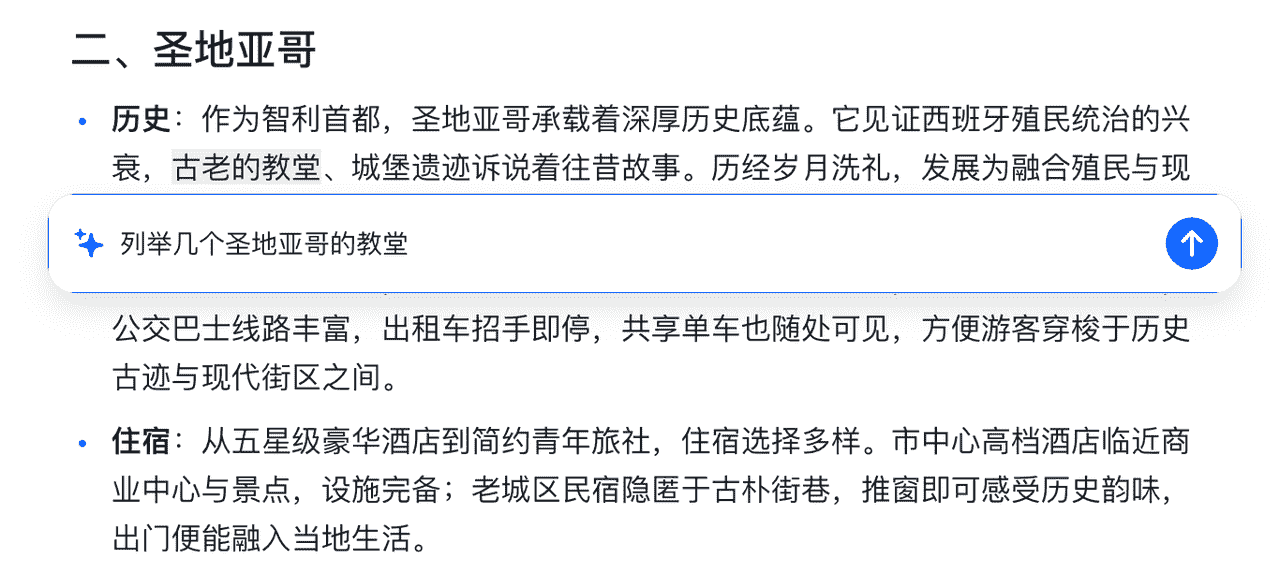 二、圣地亚哥
• 历史：作为智利首都，圣地亚哥承载着深厚历史底蕴。它见证西班牙殖民统治的兴
衰，古老的教堂、城堡遗迹诉说着往昔故事。历经岁月洗礼，发展为融合殖民与现
列举几个圣地亚哥的教堂
公交巴士线路丰富，出租车招手即停，共享单车也随处可见，方便游客穿梭于历史
古迹与现代街区之间。
• 住宿：从五星级豪华酒店到简约青年旅社，住宿选择多样。市中心高档酒店临近商
业中心与景点，设施完备；老城区民宿隐匿于古朴街巷，推窗即可感受历史韵味，
出门便能融入当地生活。